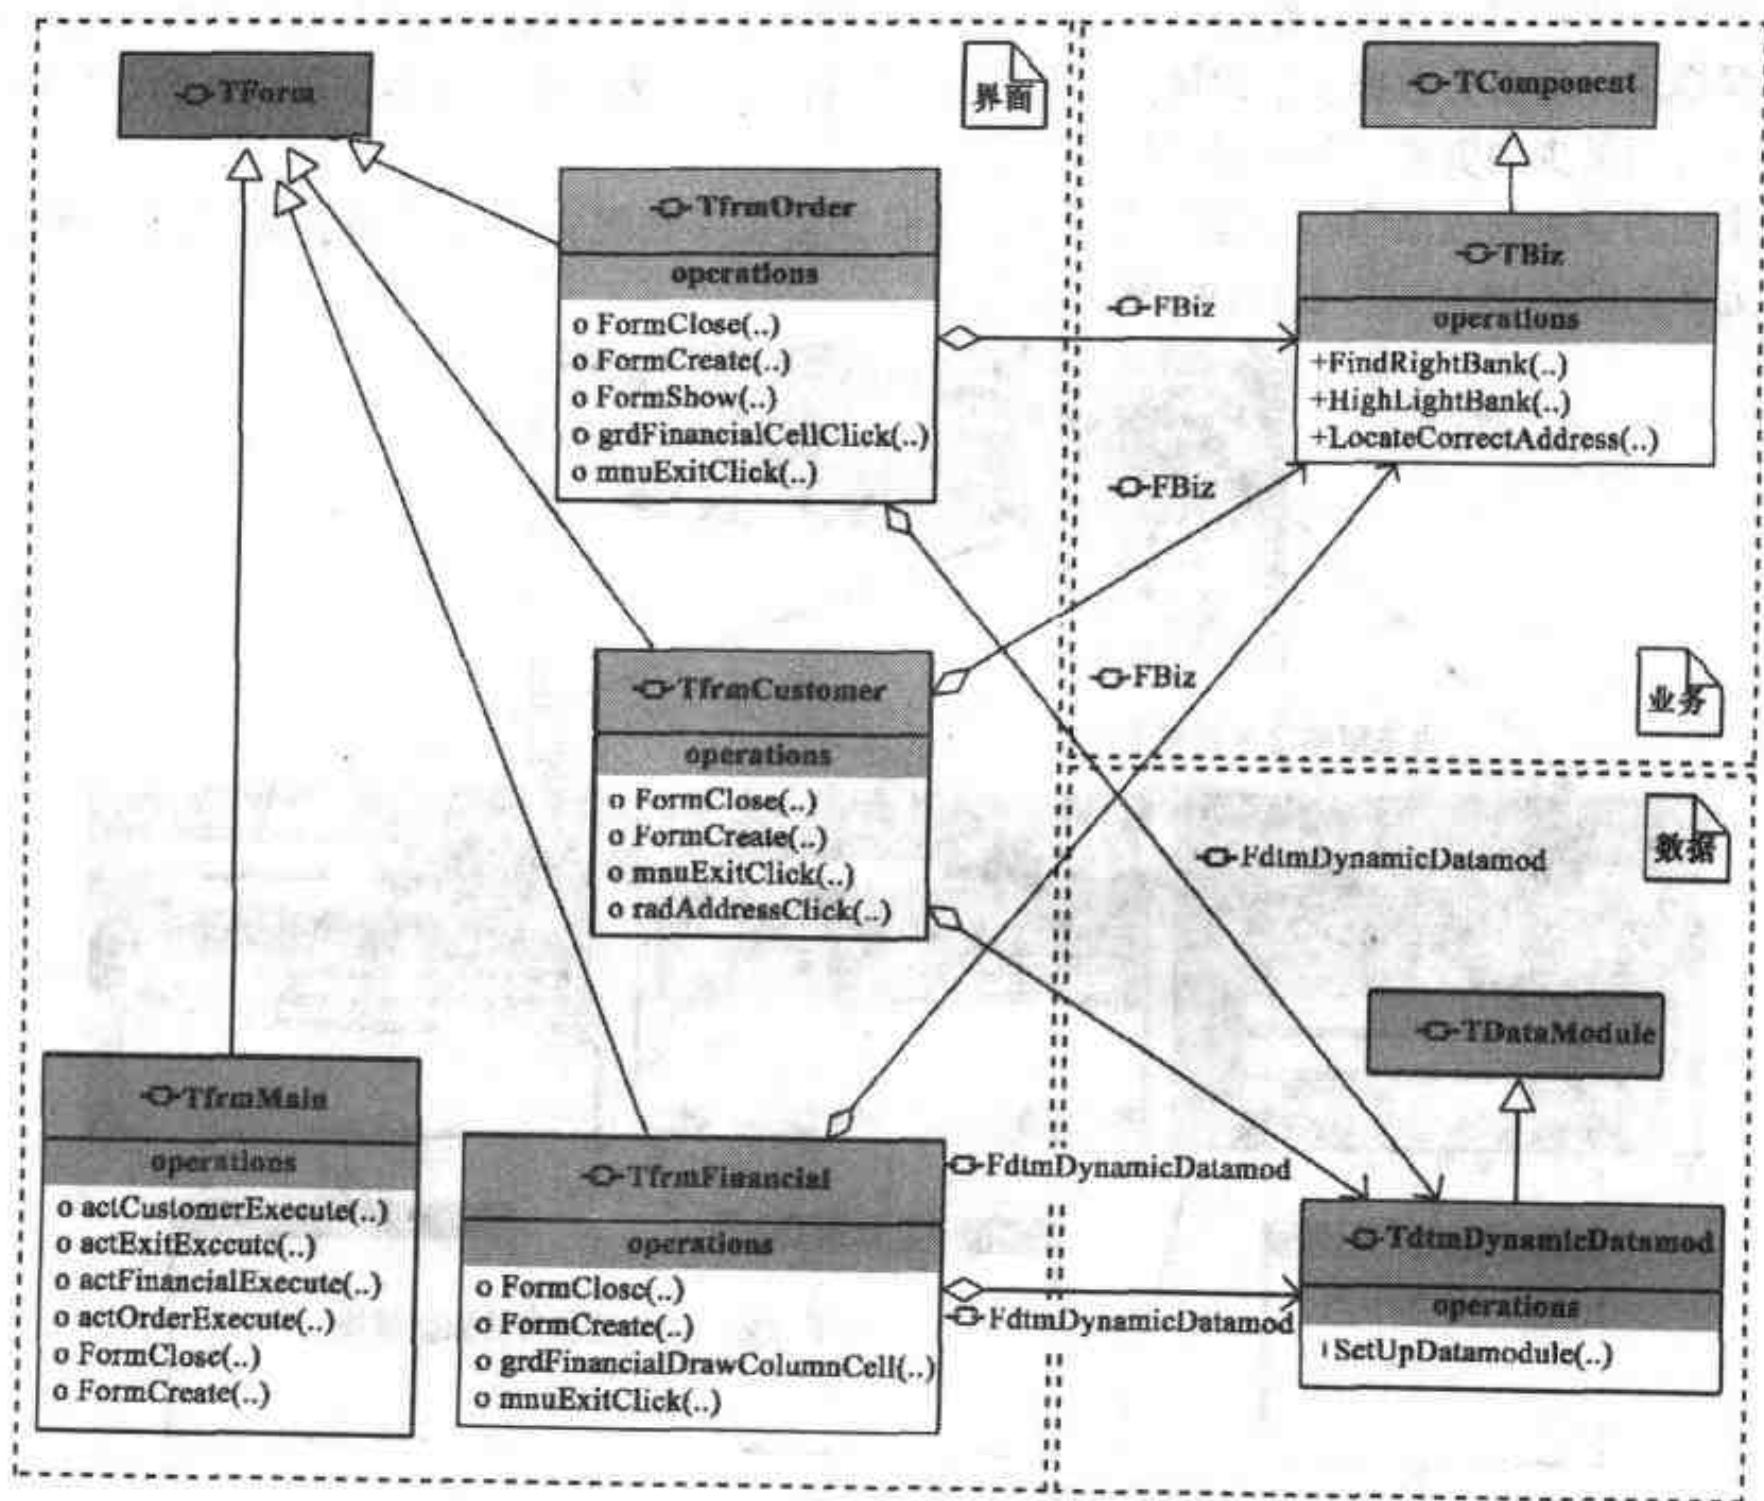 TForm
界面
TfrmOrder
operations
o FormClose(..)
o FormCreate(..)
o FormShow(..)
o grdFinancialCellClick(..)
o mnuExitClick(..)
TComponent
TBiz
operations
+FindRightBank(..)
+HighLightBank(..)
+LocateCorrectAddress(..)
FBiz
FBiz
FBiz
业务
TfrmCustomer
operations
o FormClose(..)
o FormCreate(..)
o mnuExitClick(..)
o radAddressClick(..)
数据
FdtmDynamicDatamod
TDataModule
TfrmMain
operations
o actCustomerExecute(..)
o actExitExecute(..)
o actFinancialExecute(..)
o actOrderExecute(..)
o FormClose(..)
o FormCreate(..)
TfrmFinancial
operations
o FormClose(..)
o FormCreate(..)
o grdFinancialDrawColumnCell(..)
o mnuExitClick(..)
FdtmDynamicDatamod
FdtmDynamicDatamod
TdtmDynamicDatamod
operations
+SetUpDatamodule(..)